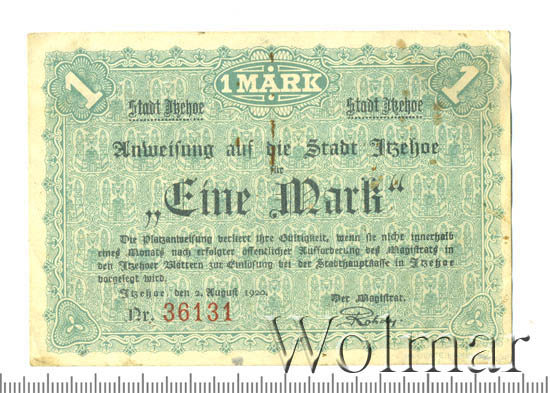 1 MARK
1 1
Stadt Itzehoe Stadt Itzehoe
Anweisung auf die Stadt Itzehoe
für
„Eine Mark“
Die Platzanweisung verliert ihre Gültigkeit, wenn sie nicht innerhalb
eines Monats nach erfolgter öffentlicher Aufforderung des Magistrats in
den Itzehoer Blättern zur Einlösung bei der Stadthauptkasse in Itzehoe
vorgelegt wird.
Itzehoe, den 2. August 1920.
Der Magistrat.
Nr. 36131
Wolmar